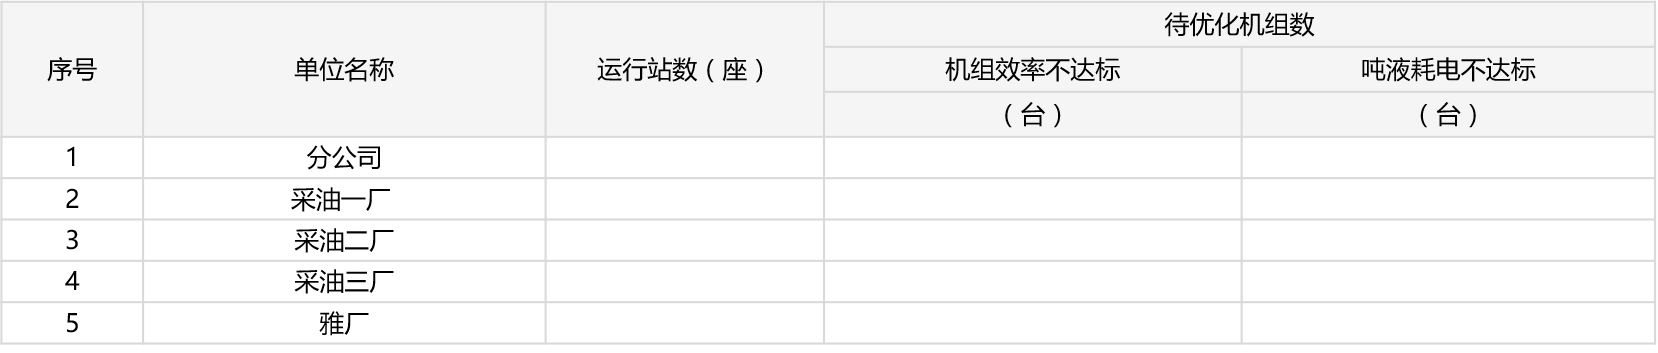 序号 单位名称 运行站数（座） 待优化机组数
机组效率不达标 吨液耗电不达标
（台） （台）
1 分公司
2 采油一厂
3 采油二厂
4 采油三厂
5 雅厂